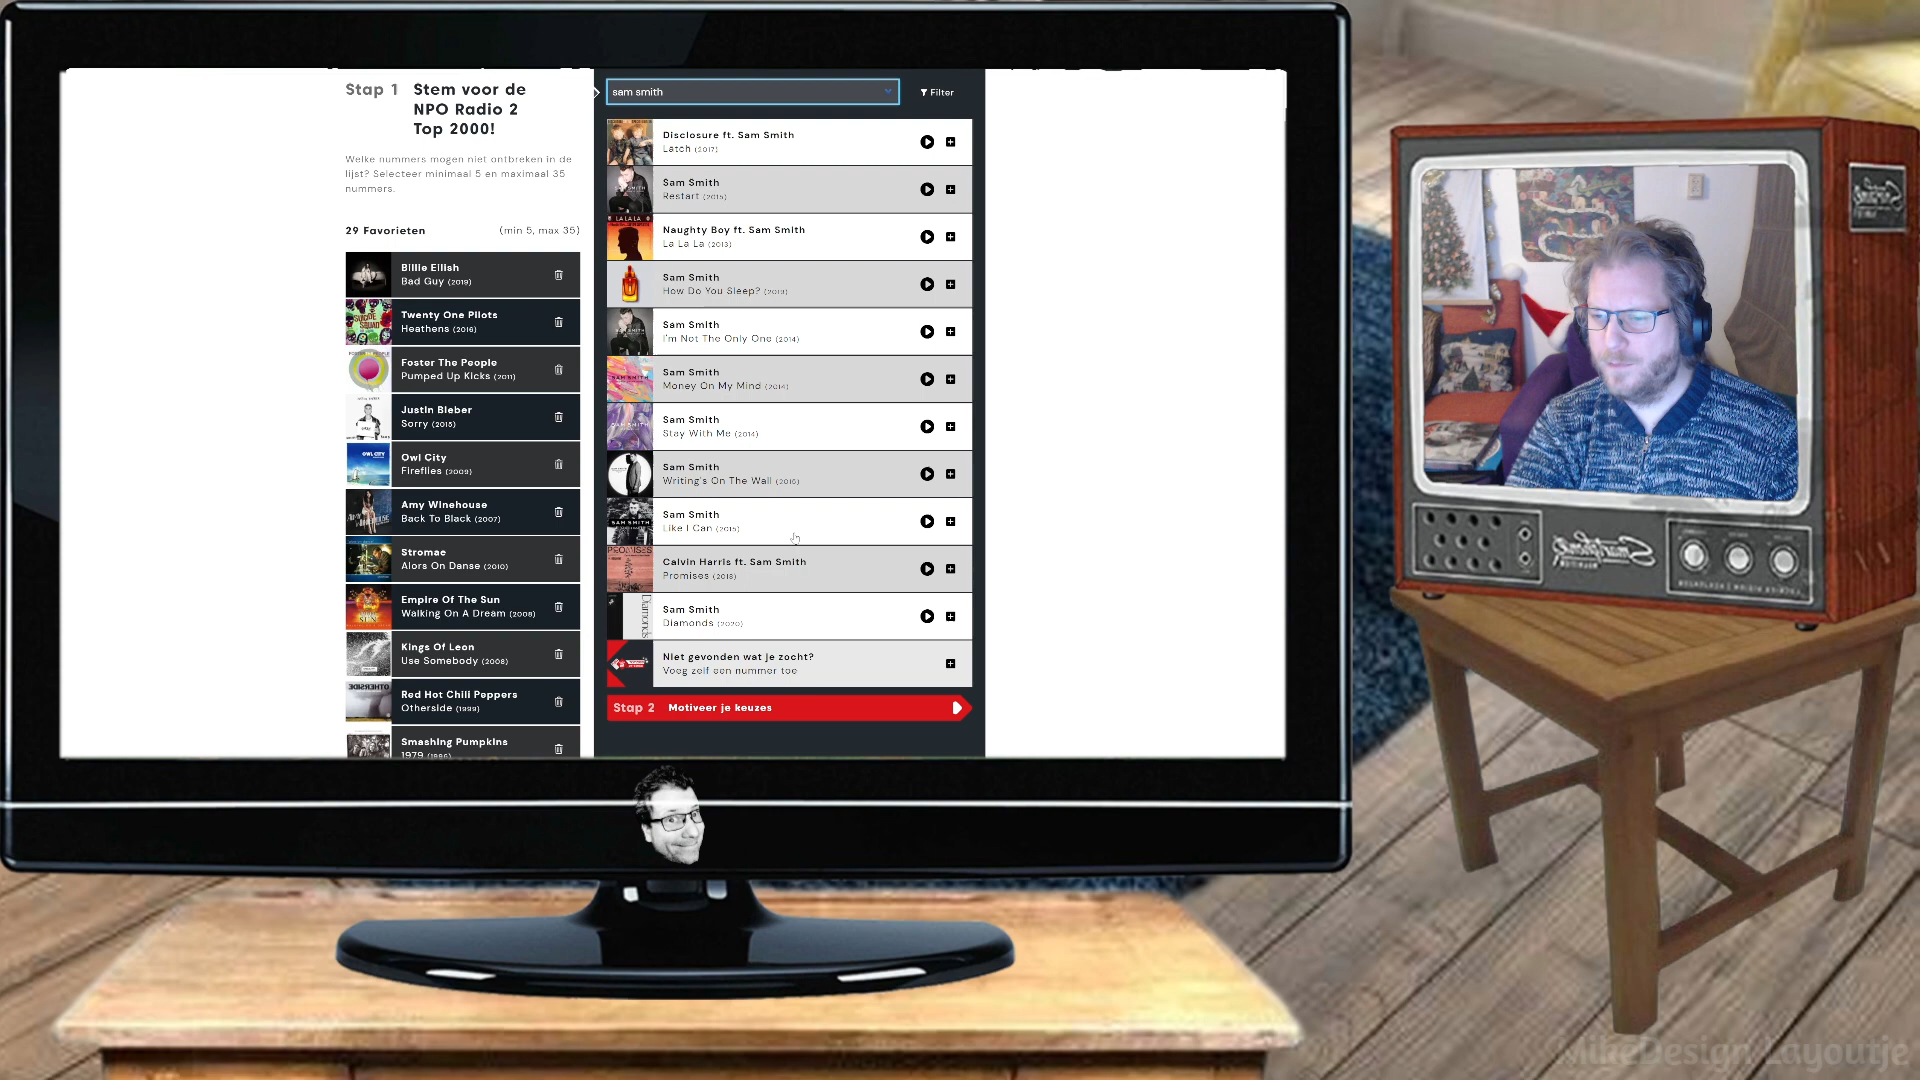 Stap 1
Stem voor de
NPO Radio 2
Top 2000!
Welke nummers mogen niet ontbreken in de
lijst? Selecteer minimaal 5 en maximaal 35
nummers.
29 Favorieten
(min 5, max 35)
Billie Eilish
Bad Guy (2019)
Twenty One Pilots
Heathens (2016)
Foster The People
Pumped Up Kicks (2011)
Justin Bieber
Sorry (2015)
Owl City
Fireflies (2009)
Amy Winehouse
Back To Black (2007)
Stromae
Alors On Danse (2010)
Empire Of The Sun
Walking On A Dream (2008)
Kings Of Leon
Use Somebody (2008)
Red Hot Chili Peppers
Otherside (1999)
Smashing Pumpkins
1979
sam smith
Filter
Disclosure ft. Sam Smith
Latch (2017)
Sam Smith
Restart (2015)
Naughty Boy ft. Sam Smith
La La La (2013)
Sam Smith
How Do You Sleep? (2019)
Sam Smith
I'm Not The Only One (2014)
Sam Smith
Money On My Mind (2014)
Sam Smith
Stay With Me (2014)
Sam Smith
Writing's On The Wall (2015)
Sam Smith
Like I Can (2015)
Calvin Harris ft. Sam Smith
Promises (2018)
Sam Smith
Diamonds (2020)
Niet gevonden wat je zocht?
Voeg zelf een nummer toe
Stap 2
Motiveer je keuzes
MikeDesign Layoutje